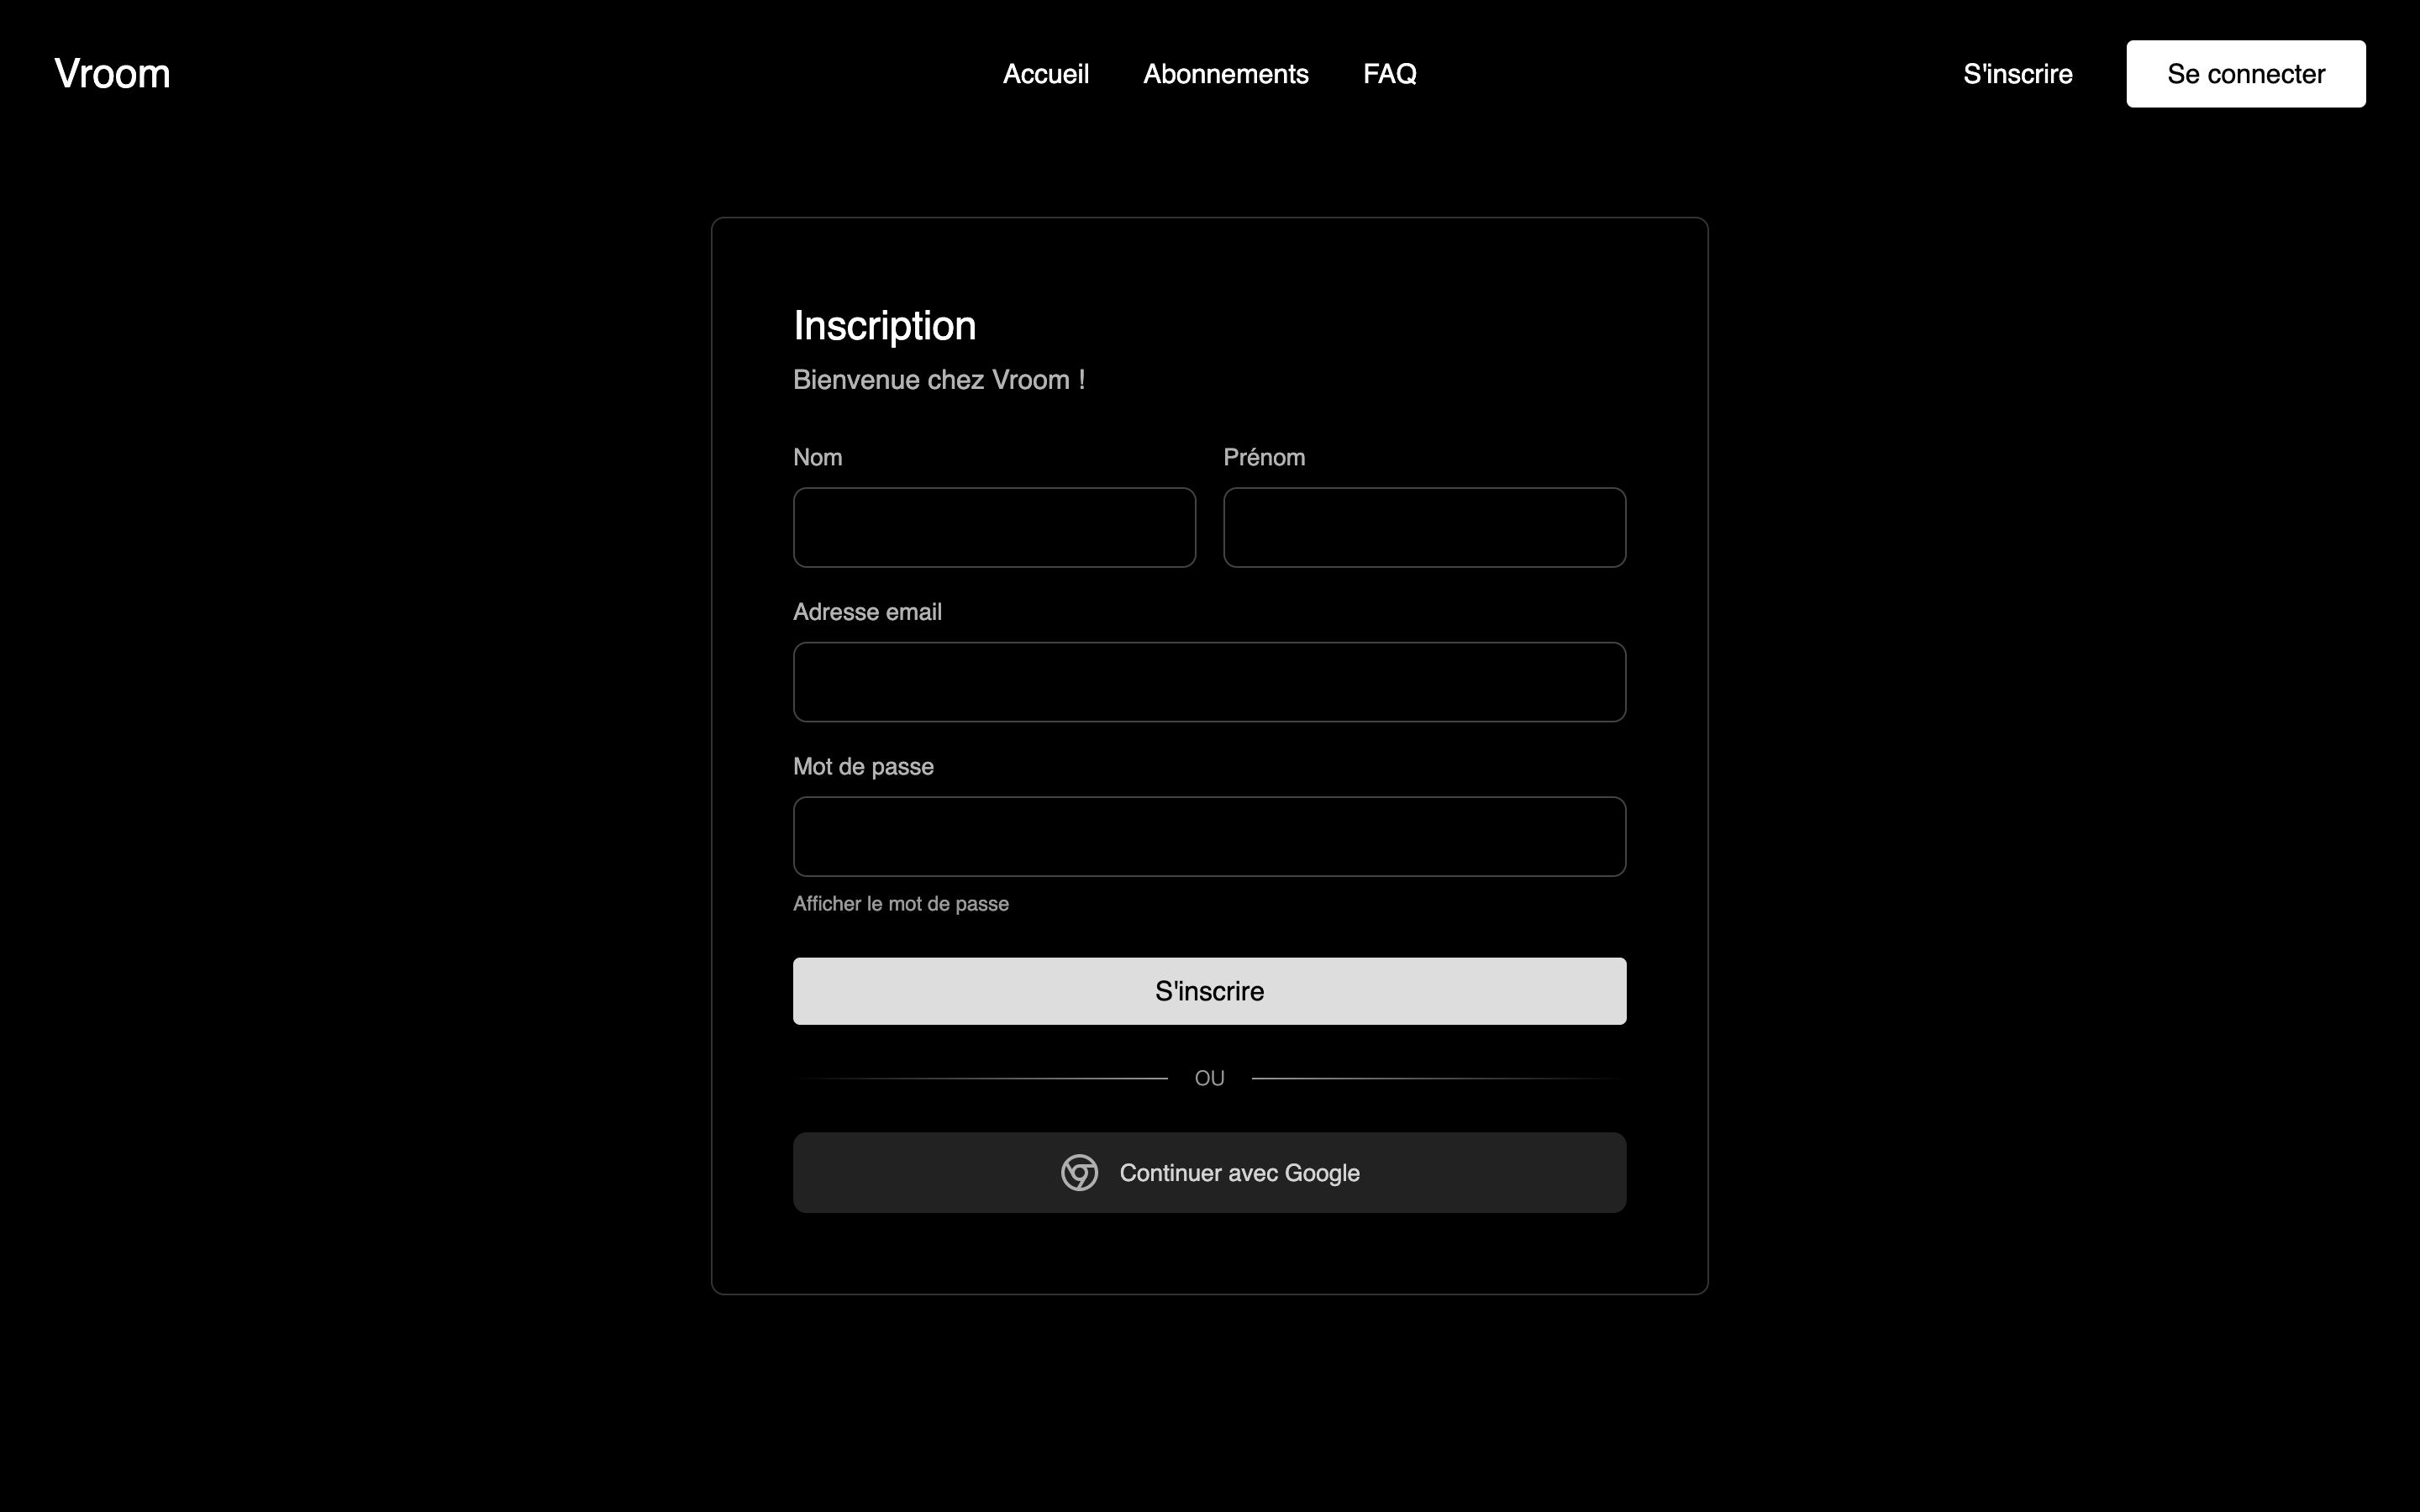 Vroom
Accueil
Abonnements
FAQ
S'inscrire
Se connecter
Inscription
Bienvenue chez Vroom !
Nom
Prénom
Adresse email
Mot de passe
Afficher le mot de passe
S'inscrire
OU
Continuer avec Google